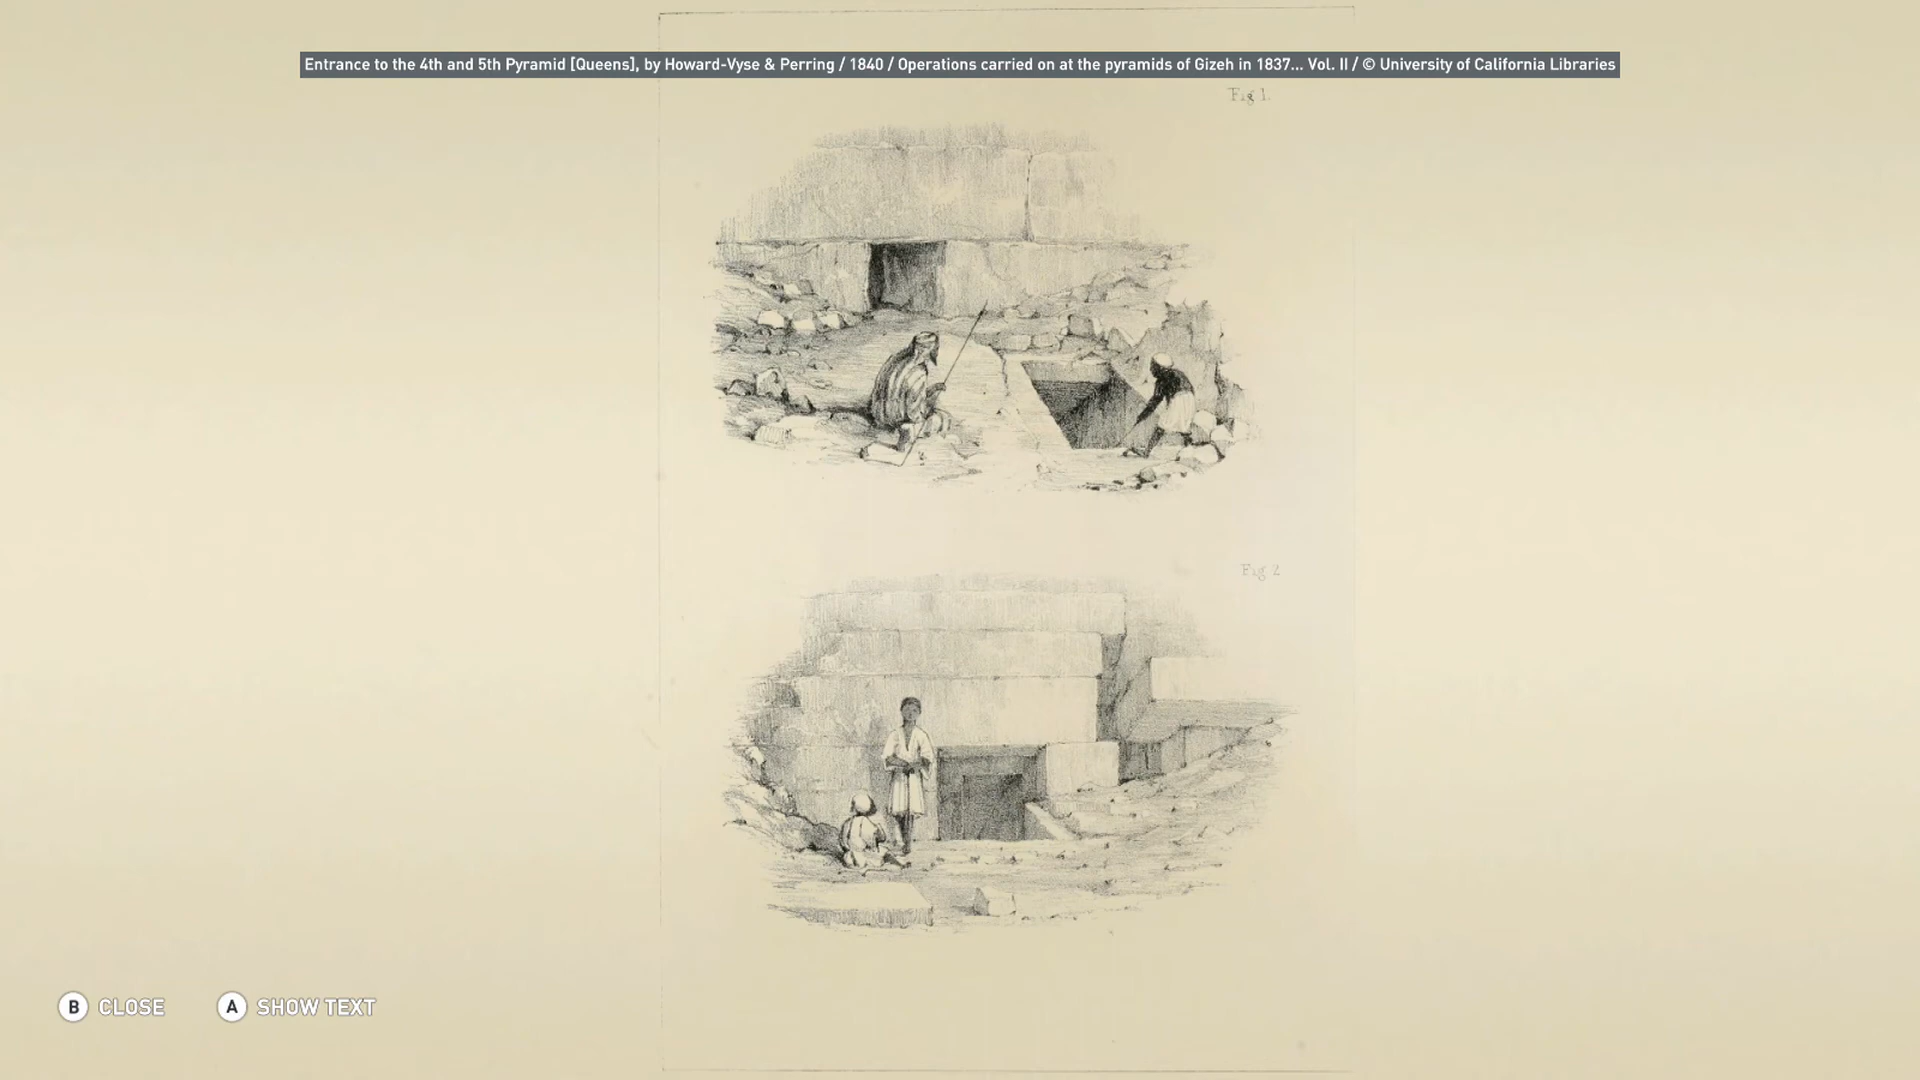 Entrance to the 4th and 5th Pyramid [Queens], by Howard-Vyse & Perring / 1840 / Operations carried on at the pyramids of Gizeh in 1837... Vol. II / © University of California Libraries
Fig 1.
Fig 2
B CLOSE A SHOW TEXT